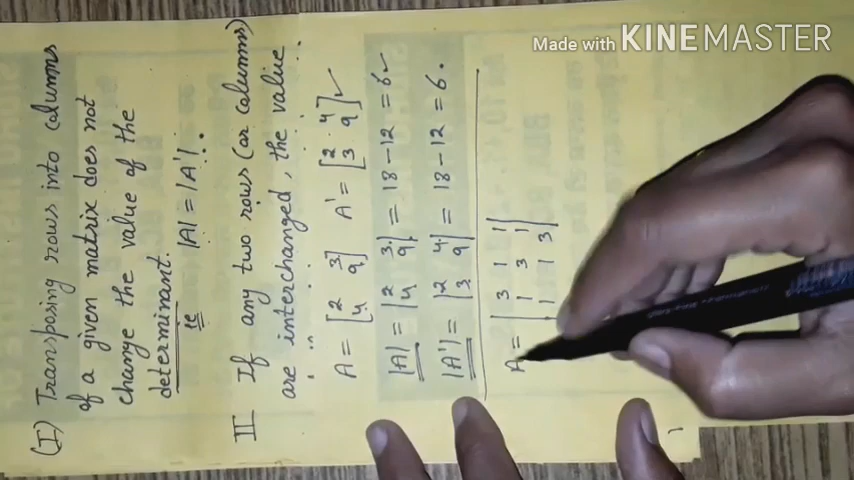 Made with KINEMASTER
(I) Transposing rows into columns
of a given matrix does not
change the value of the
determinant.
ie |A| = |A'|.
II If any two rows (or columns)
are interchanged, the value
A = [2 3 4 9] A' = [2 4 3 9] ✓
|A| = |2 3 4 9| = 18 - 12 = 6 ✓
|A'| = |2 4 3 9| = 18 - 12 = 6.
A = |3 1 1
1 3 1
1 1 3|